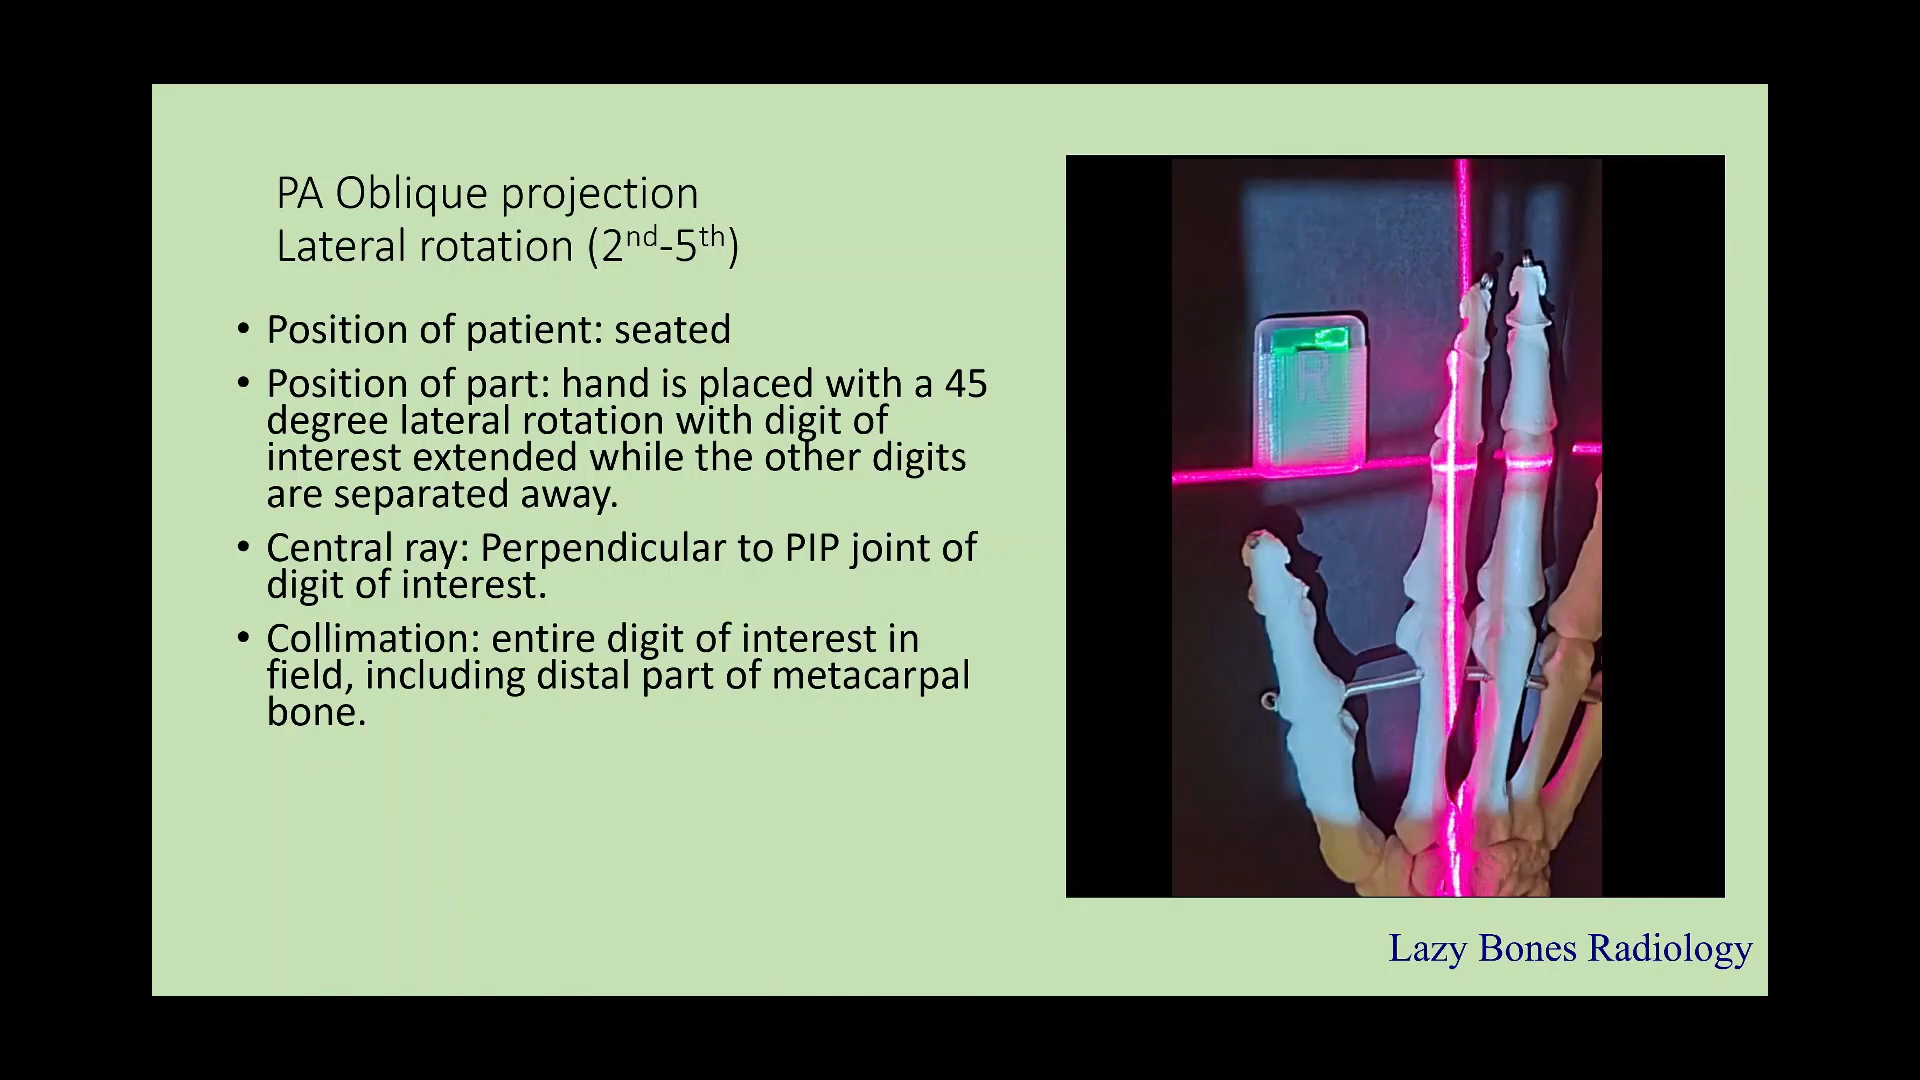 PA Oblique projection
Lateral rotation (2nd-5th)
• Position of patient: seated
• Position of part: hand is placed with a 45
degree lateral rotation with digit of
interest extended while the other digits
are separated away.
• Central ray: Perpendicular to PIP joint of
digit of interest.
• Collimation: entire digit of interest in
field, including distal part of metacarpal
bone.
R
Lazy Bones Radiology